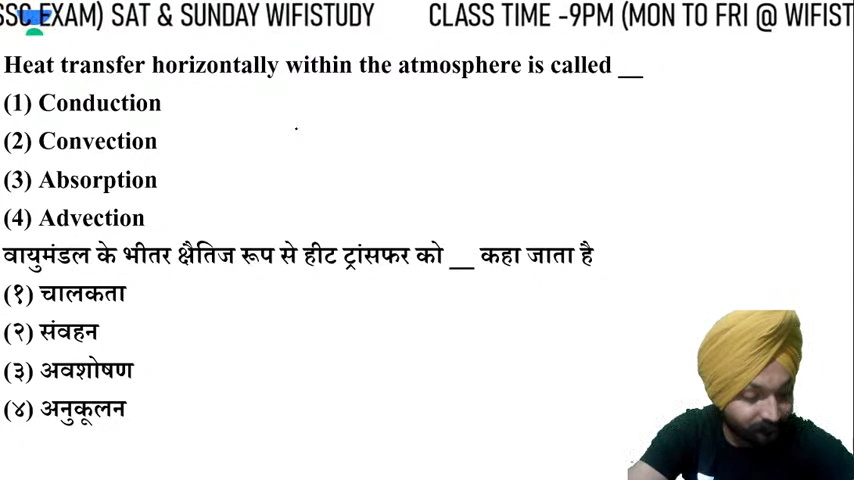 EXAM) SAT & SUNDAY WIFISTUDY CLASS TIME -9PM (MON TO FRI @ WIFIST
Heat transfer horizontally within the atmosphere is called __
(1) Conduction
(2) Convection
(3) Absorption
(4) Advection
वायुमंडल के भीतर क्षैतिज रूप से हीट ट्रांसफर को __ कहा जाता है
(१) चालकता
(२) संवहन
(३) अवशोषण
(४) अनुकूलन